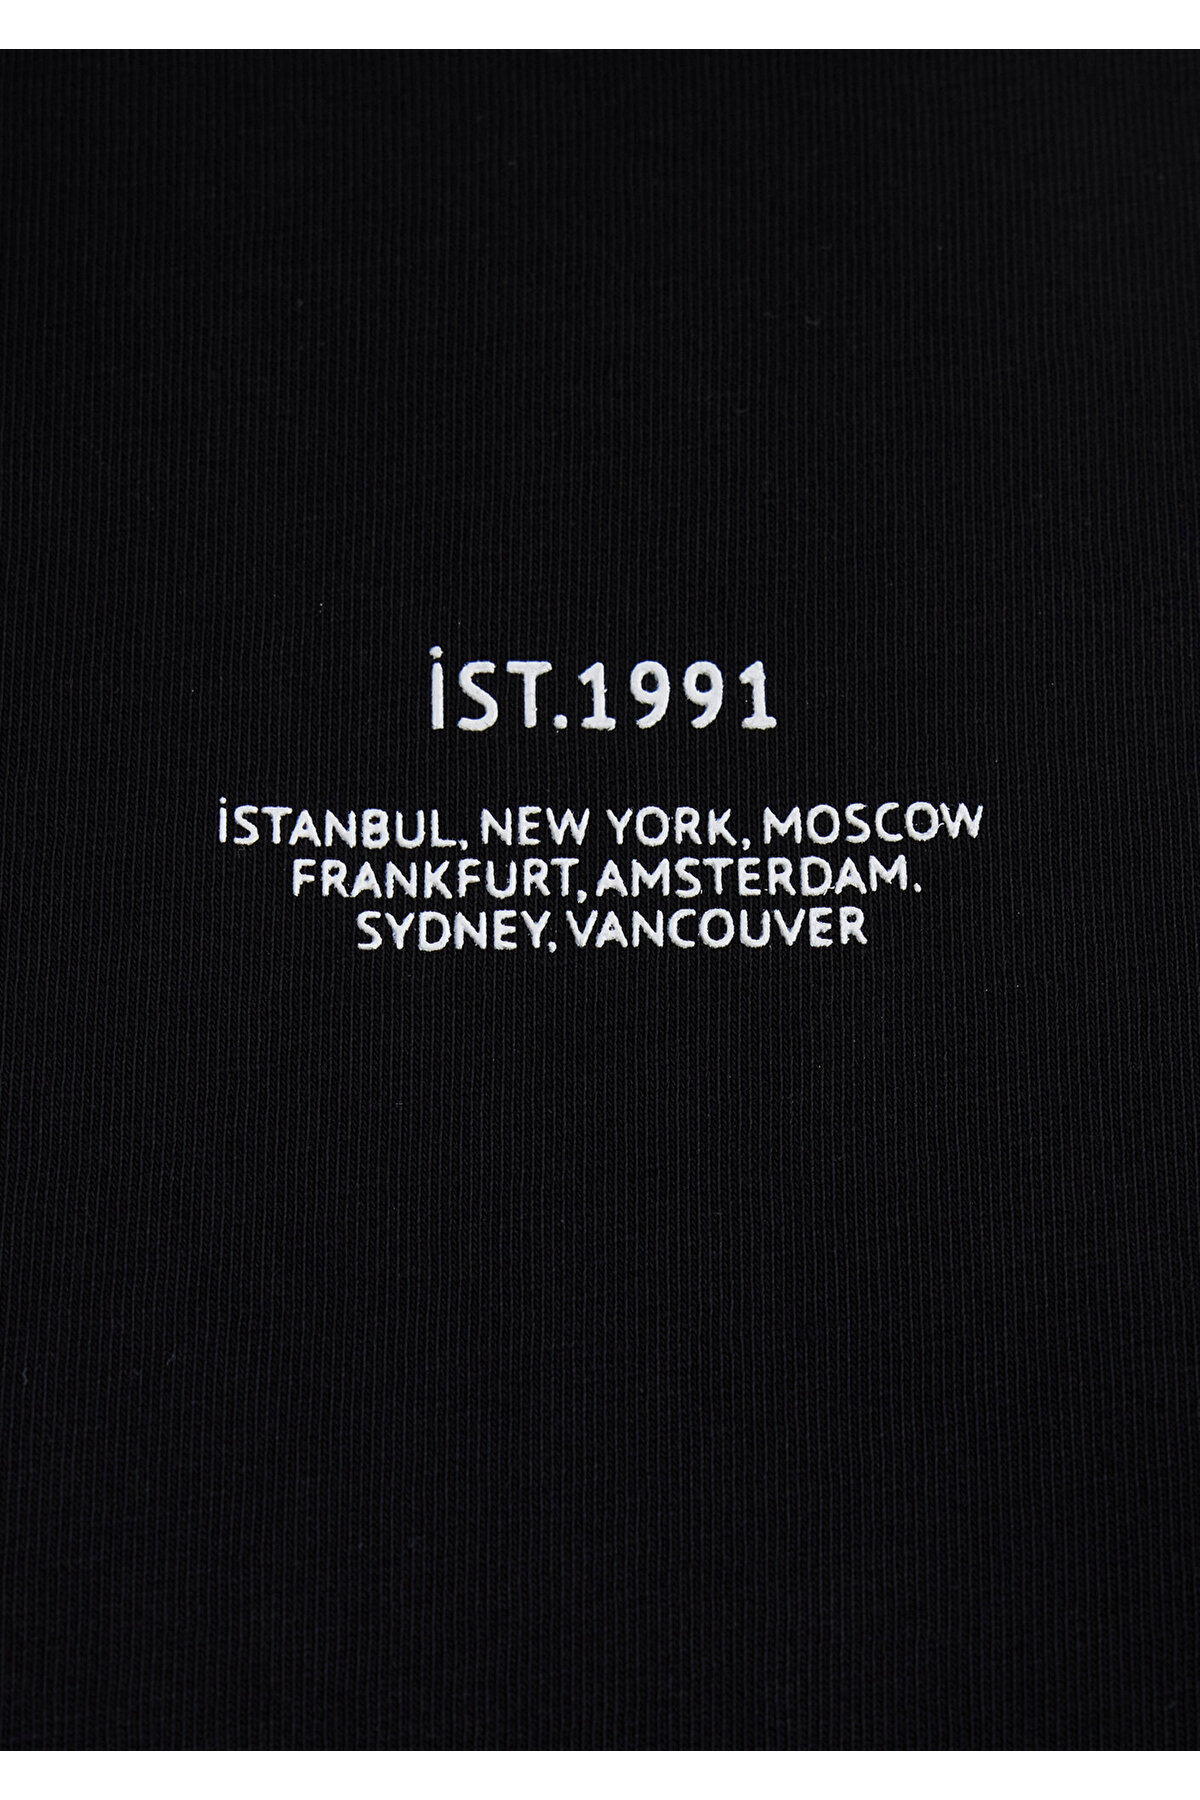 İST.1991
İSTANBUL, NEW YORK, MOSCOW
FRANKFURT, AMSTERDAM.
SYDNEY, VANCOUVER